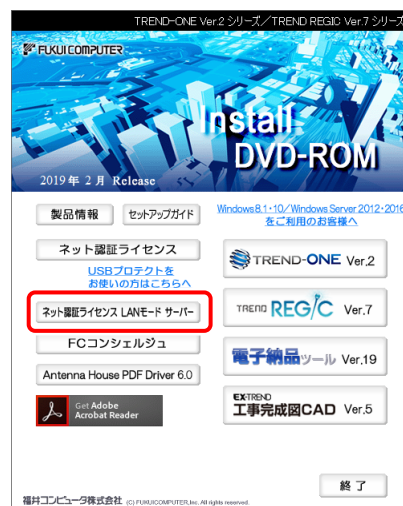 TREND-ONE Ver.2 シリーズ／TREND REGIC Ver.7 シリーズ
FUKUI COMPUTER
Install
DVD-ROM
2019年 2月 Release
製品情報
セットアップガイド
Windows8.1・10／Windows Server 2012・2016
をご利用のお客様へ
ネット認証ライセンス
USBプロテクトを
お使いの方はこちらへ
ネット認証ライセンス LANモード サーバー
FCコンシェルジュ
Antenna House PDF Driver 6.0
Get Adobe
Acrobat Reader
TREND-ONE Ver.2
TREND REGIC Ver.7
電子納品ツール Ver.19
EX-TREND
工事完成図CAD Ver.5
終了
福井コンピュータ株式会社 (C) FUKUICOMPUTER,Inc. All rights reserved.